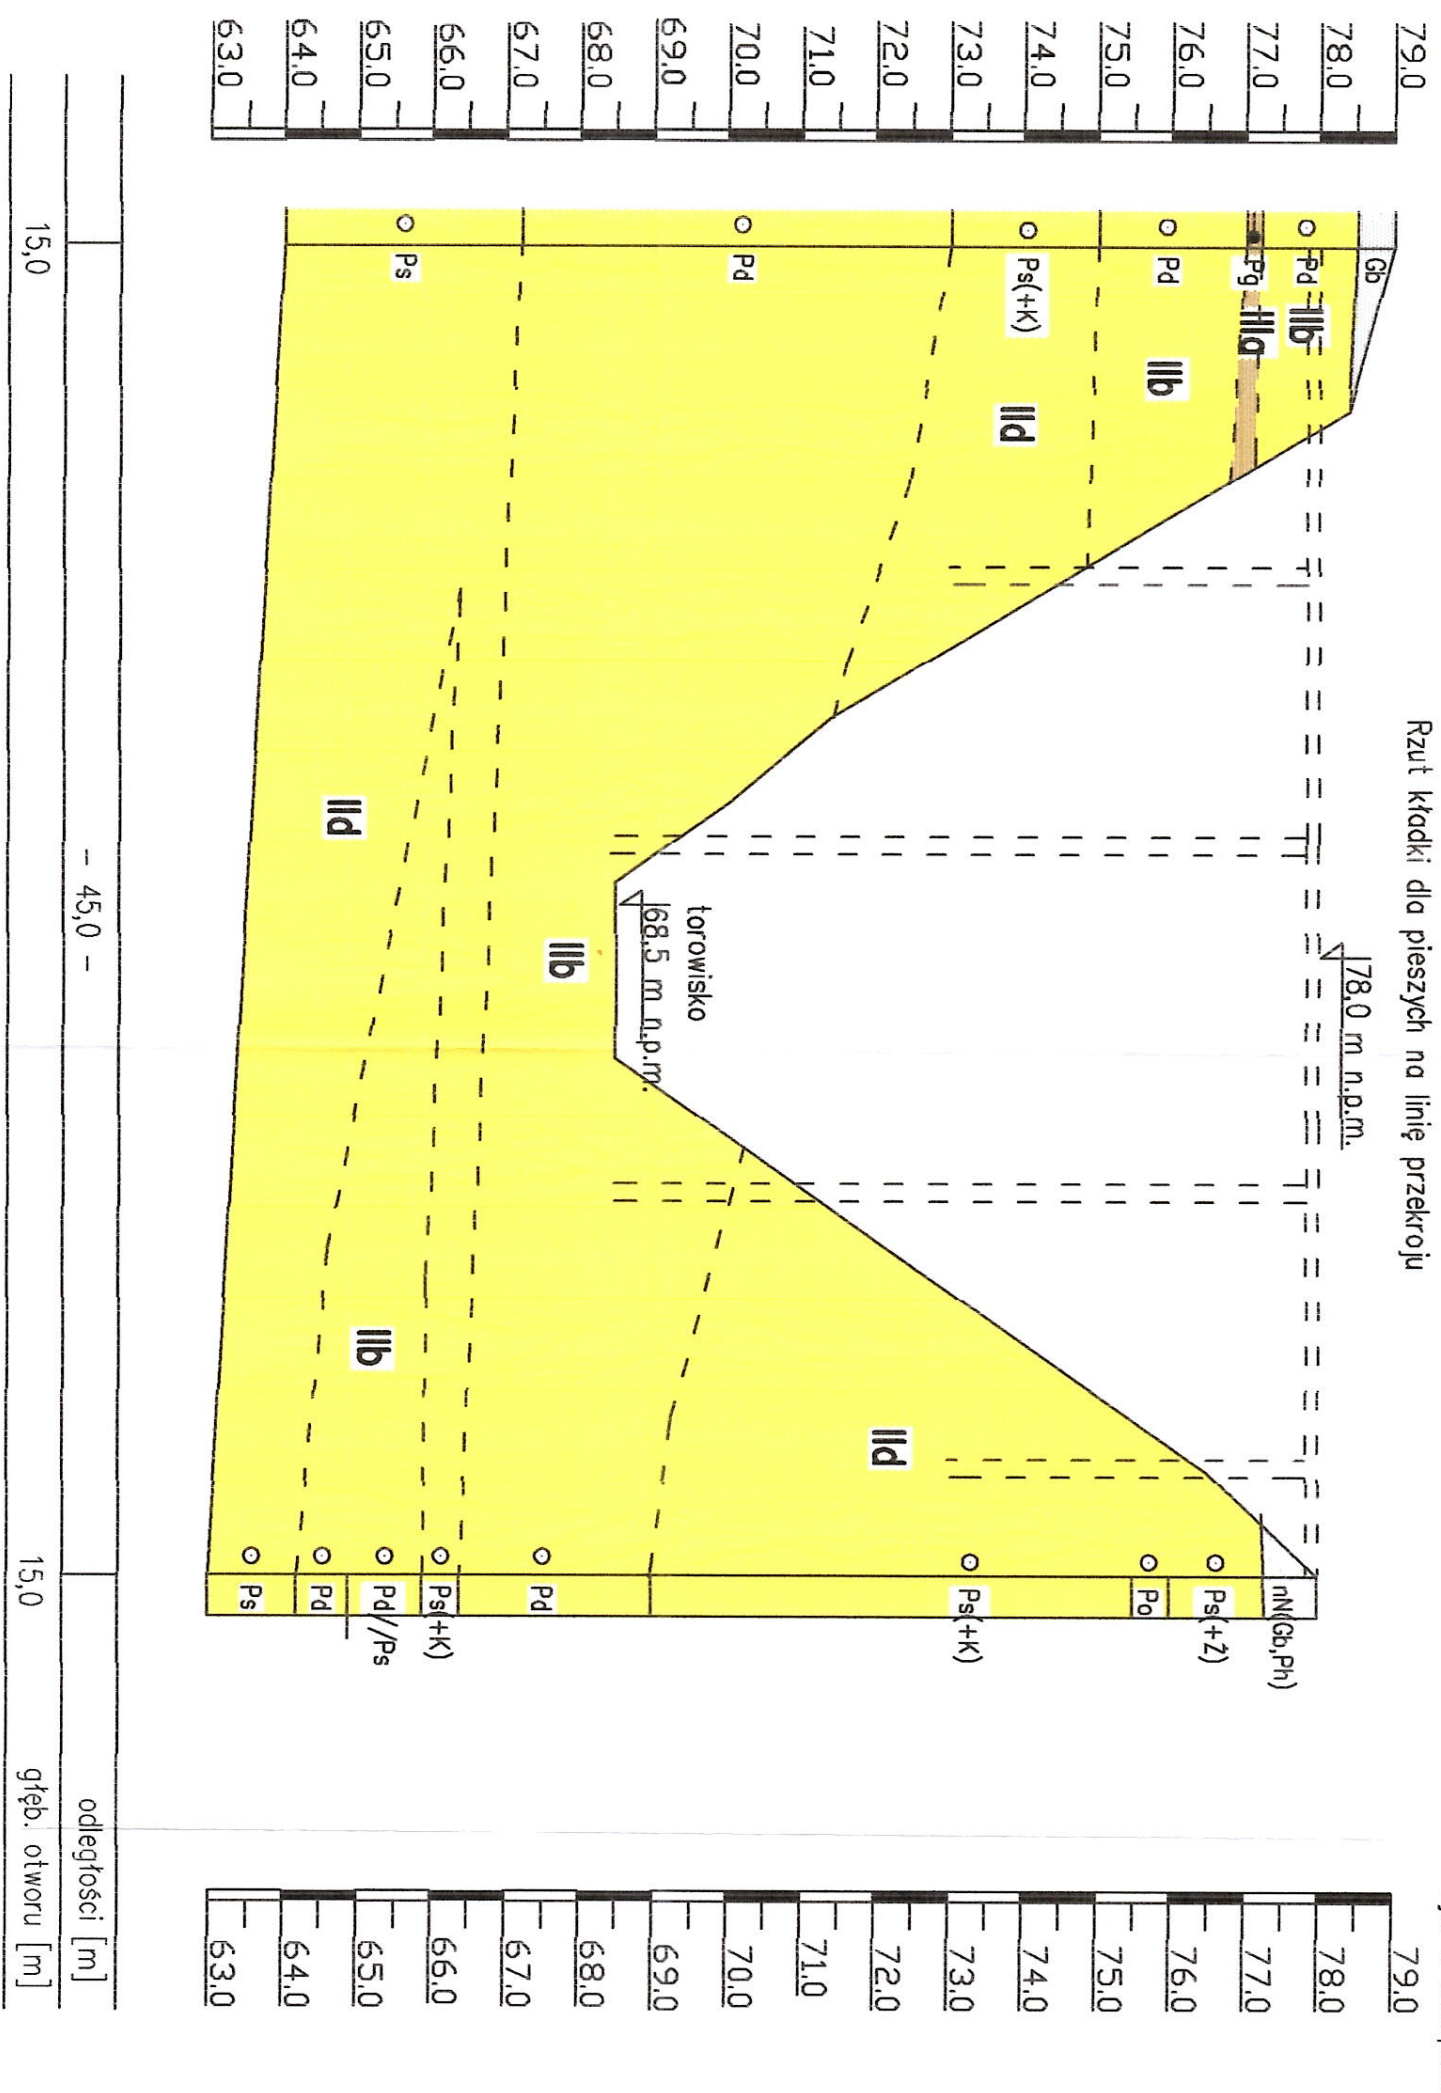 Rzut kładki dla pieszych na linię przekroju
79.0
78.0
77.0
76.0
75.0
74.0
73.0
72.0
71.0
70.0
69.0
68.0
67.0
66.0
65.0
64.0
63.0
Gb
Pd
IIb
Pg
IIIa
Pd
IIb
Ps(+K)
IId
Pd
Ps
78,0 m n.p.m.
torowisko
68,5 m n.p.m.
IIb
IId
IIb
IId
nN(Gb,Ph)
Ps(+Ż)
Po
Ps(+K)
Pd
Ps(+K)
Pd//Ps
Pd
Ps
79.0
78.0
77.0
76.0
75.0
74.0
73.0
72.0
71.0
70.0
69.0
68.0
67.0
66.0
65.0
64.0
63.0
- 45,0 -
odległości [m]
15,0
15,0
głęb. otworu [m]